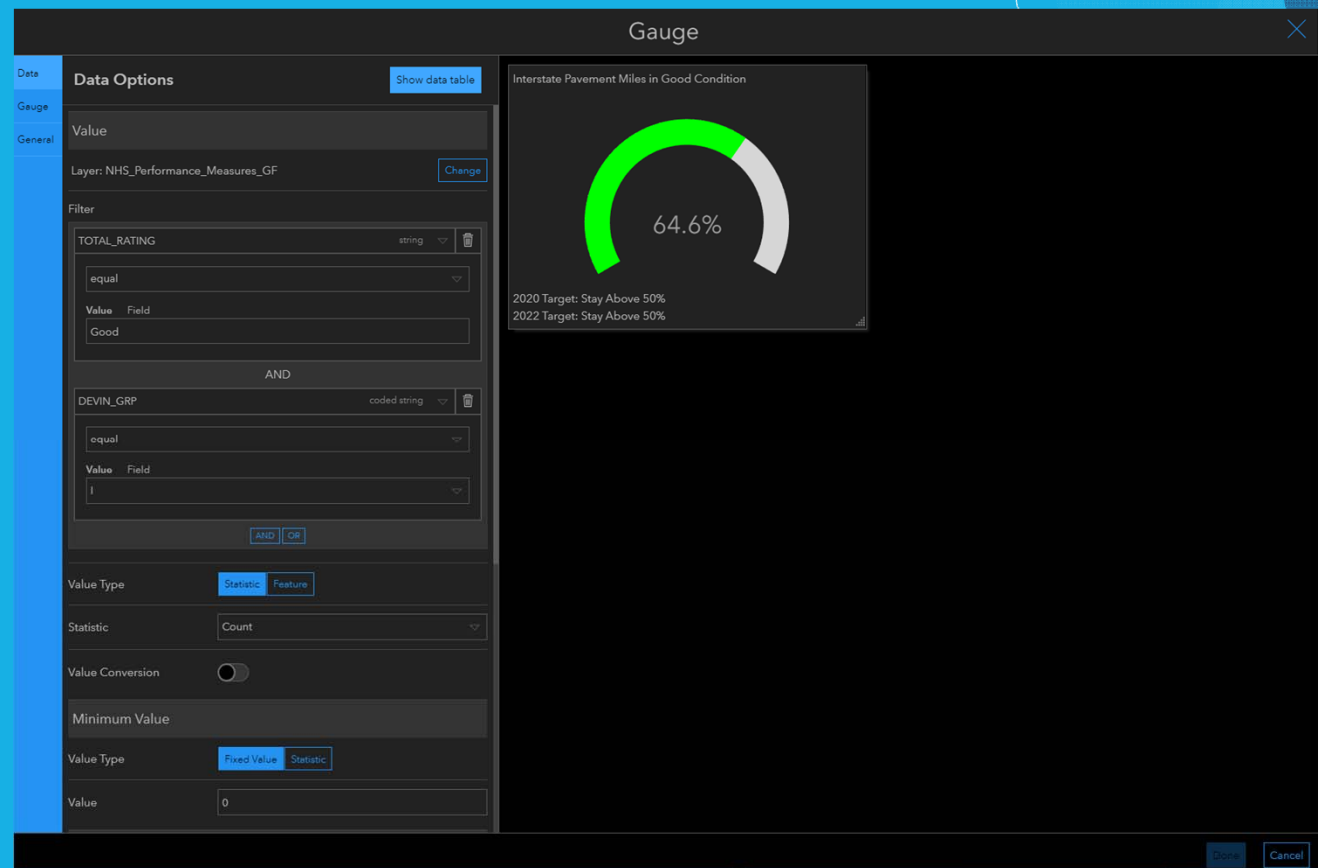 Gauge
Data
Gauge
General
Data Options
Show data table
Value
Layer: NHS_Performance_Measures_GF
Change
Filter
TOTAL_RATING string
equal
Value Field
Good
AND
DEVIN_GRP coded string
equal
Value Field
I
AND OR
Value Type Statistic Feature
Statistic Count
Value Conversion
Minimum Value
Value Type Fixed Value Statistic
Value 0
Interstate Pavement Miles in Good Condition
64.6%
2020 Target: Stay Above 50%
2022 Target: Stay Above 50%
Done Cancel